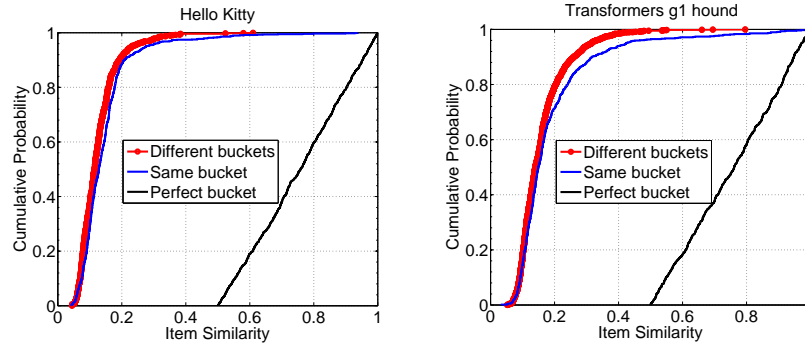 Hello Kitty
1
0.8
0.6
0.4
0.2
0
0
0.2
0.4
0.6
0.8
1
Cumulative Probability
Item Similarity
Different buckets
Same bucket
Perfect bucket
Transformers g1 hound
1
0.8
0.6
0.4
0.2
0
0
0.2
0.4
0.6
0.8
Cumulative Probability
Item Similarity
Different buckets
Same bucket
Perfect bucket